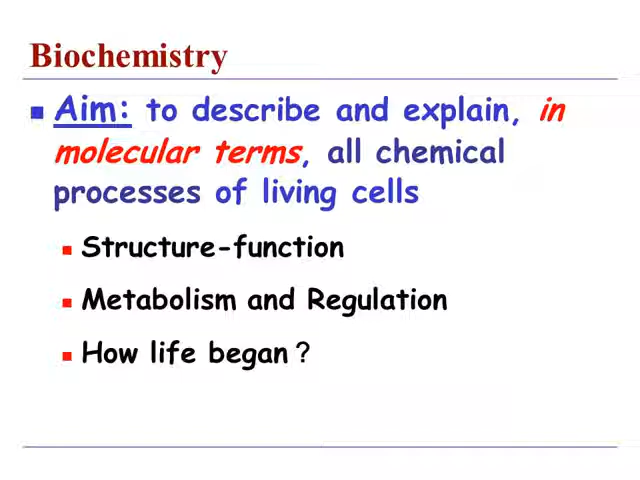 Biochemistry
Aim: to describe and explain, in
molecular terms, all chemical
processes of living cells
Structure-function
Metabolism and Regulation
How life began?